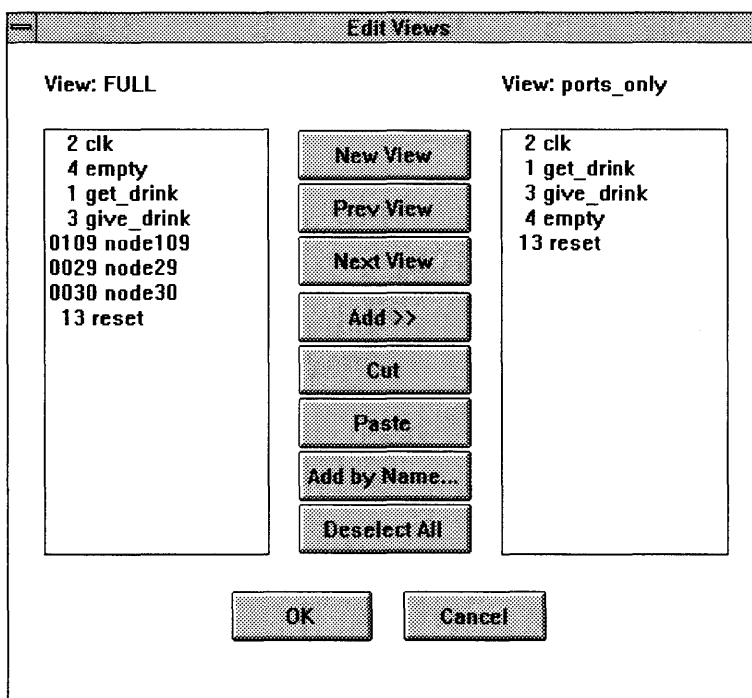 Edit Views
View: FULL
2 clk
4 empty
1 get_drink
3 give_drink
0109 node109
0029 node29
0030 node30
13 reset
New View
Prev View
Next View
Add >>
Cut
Paste
Add by Name...
Deselect All
View: ports_only
2 clk
1 get_drink
3 give_drink
4 empty
13 reset
OK
Cancel